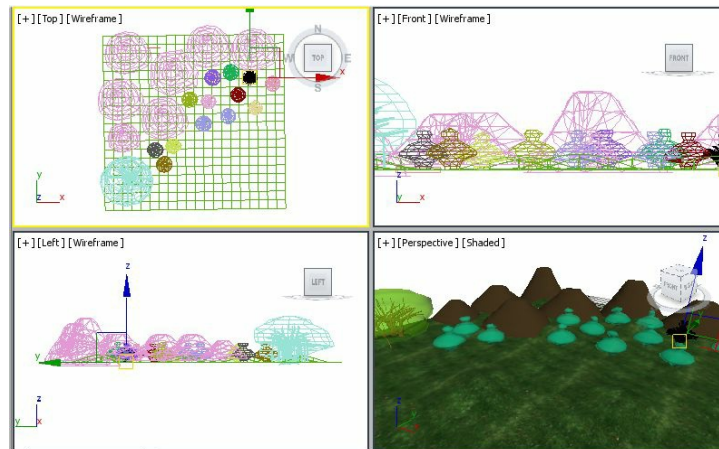 [+] [Top] [Wireframe]
N
W
TOP
E
S
x
y
z
x
[+] [Front] [Wireframe]
FRONT
z
x
[+] [Left] [Wireframe]
LEFT
z
y
z
y
x
[+] [Perspective] [Shaded]
z
z
x